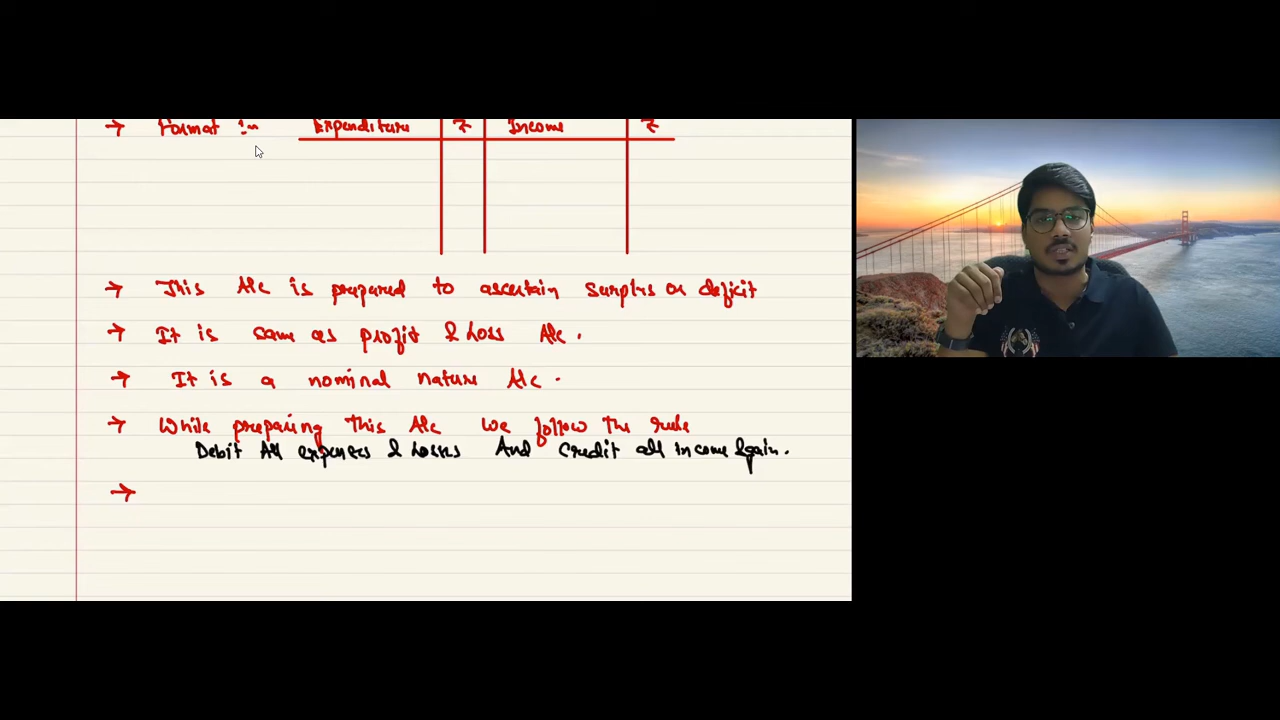 → Format :- Expenditure ₹ Income ₹
→ This A/c is prepared to ascertain surplus or deficit
→ It is same as profit & Loss A/c.
→ It is a nominal nature A/c.
→ While preparing this A/c we follow the rule
Debit All expenses & Losses And Credit all income & gain.
→